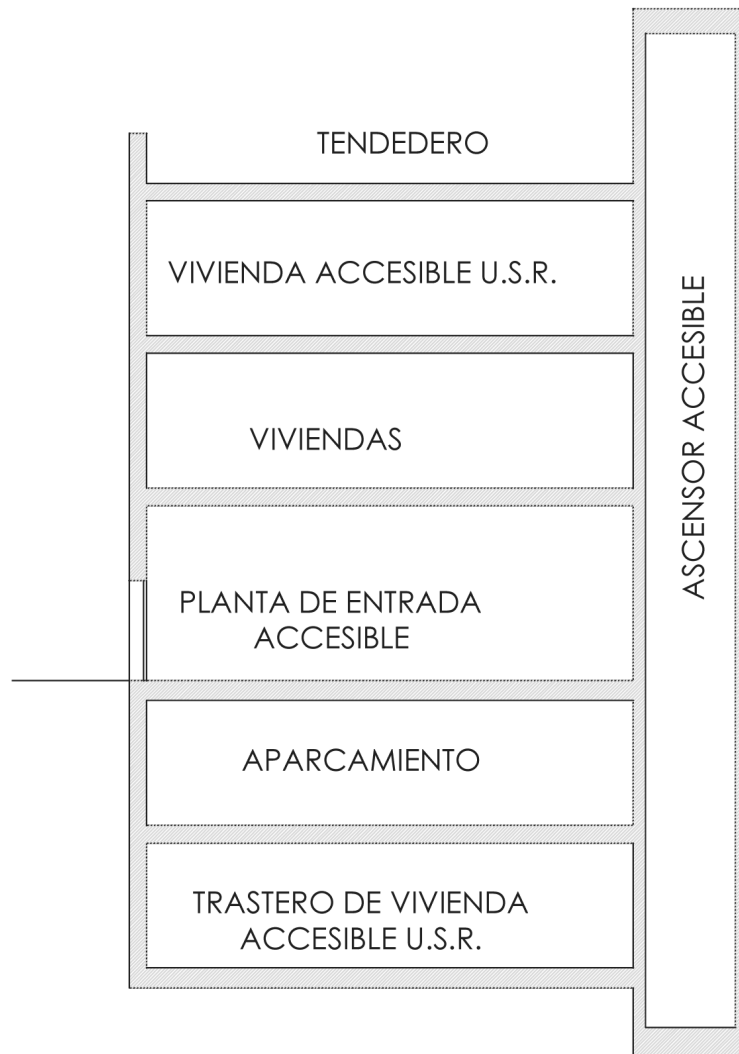 TENDEDERO
VIVIENDA ACCESIBLE U.S.R.
VIVIENDAS
PLANTA DE ENTRADA
ACCESIBLE
APARCAMIENTO
TRASTERO DE VIVIENDA
ACCESIBLE U.S.R.
ASCENSOR ACCESIBLE